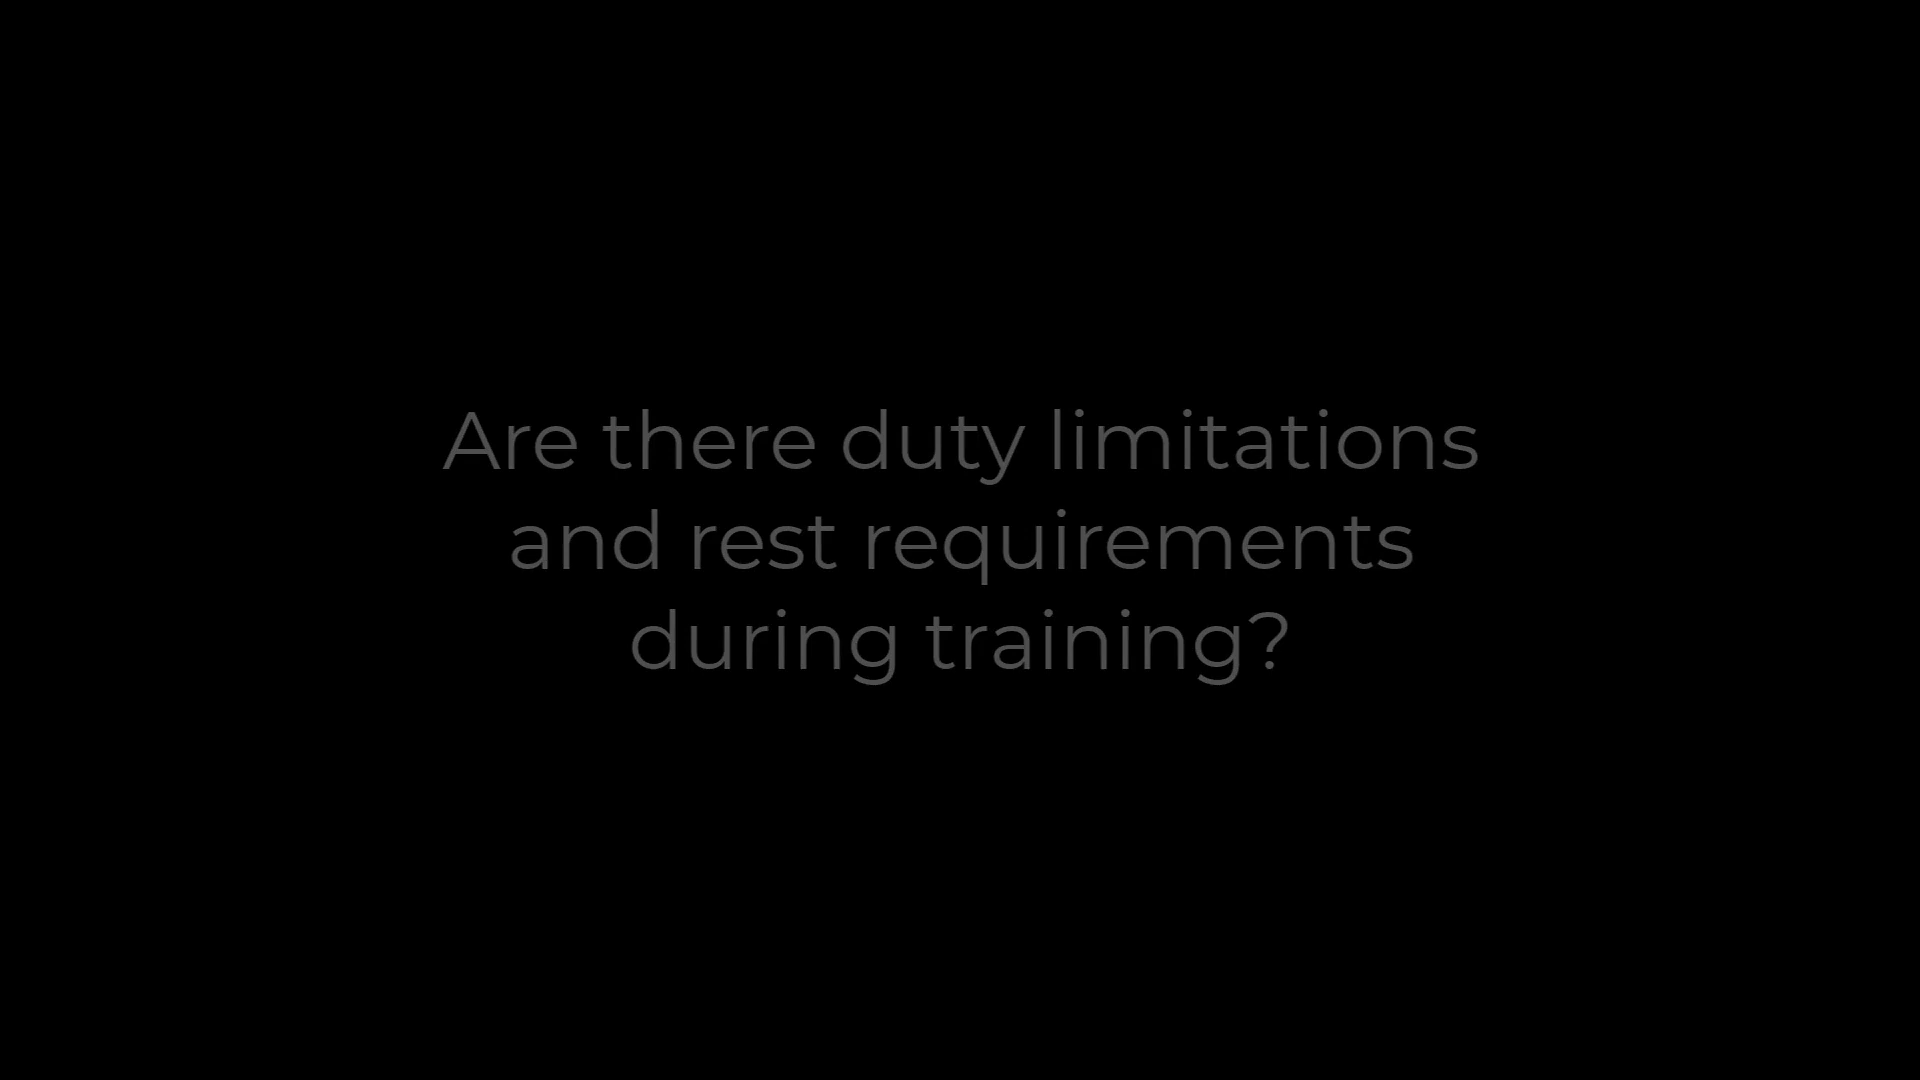 Are there duty limitations
and rest requirements
during training?